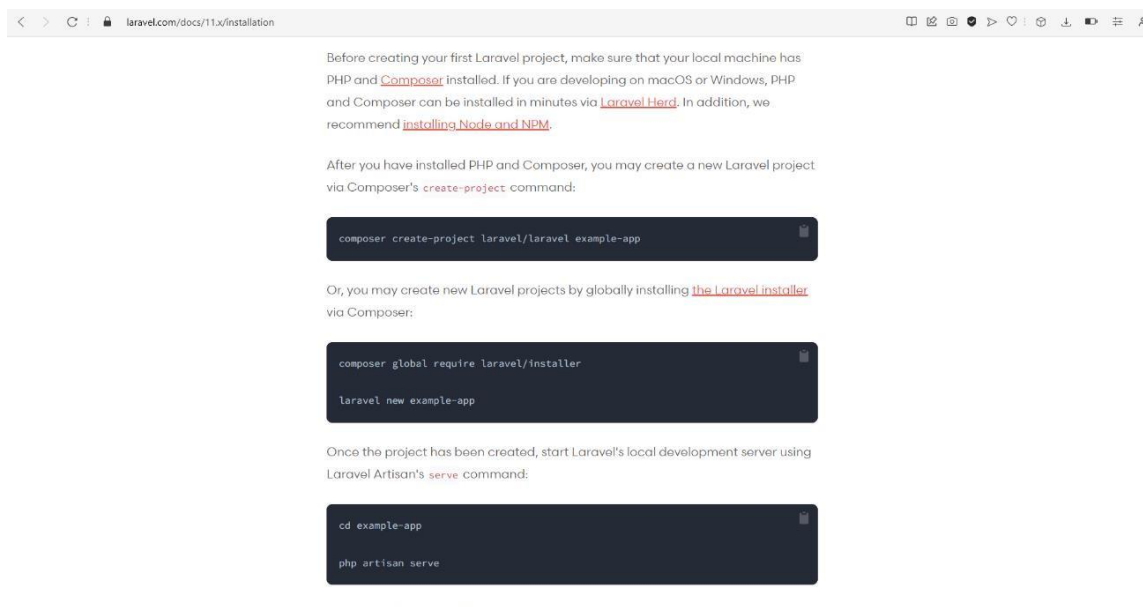 laravel.com/docs/11.x/installation
Before creating your first Laravel project, make sure that your local machine has
PHP and Composer installed. If you are developing on macOS or Windows, PHP
and Composer can be installed in minutes via Laravel Herd. In addition, we
recommend installing Node and NPM.
After you have installed PHP and Composer, you may create a new Laravel project
via Composer's create-project command:
composer create-project laravel/laravel example-app
Or, you may create new Laravel projects by globally installing the Laravel installer
via Composer:
composer global require laravel/installer
laravel new example-app
Once the project has been created, start Laravel's local development server using
Laravel Artisan's serve command:
cd example-app
php artisan serve